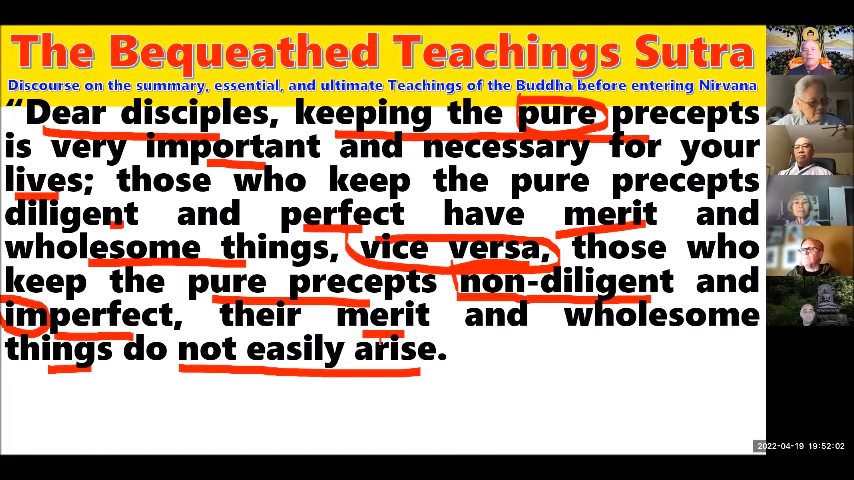 The Bequeathed Teachings Sutra
Discourse on the summary, essential, and ultimate Teachings of the Buddha before entering Nirvana
“Dear disciples, keeping the pure precepts
is very important and necessary for your
lives; those who keep the pure precepts
diligent and perfect have merit and
wholesome things, vice versa, those who
keep the pure precepts non-diligent and
imperfect, their merit and wholesome
things do not easily arise.
2022-04-19 19:52:02